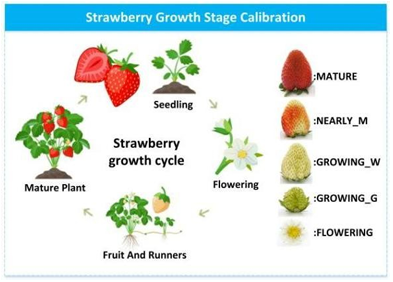 Strawberry Growth Stage Calibration
Seedling
:MATURE
:NEARLY_M
Strawberry
growth cycle
:GROWING_W
Mature Plant
Flowering
:GROWING_G
:FLOWERING
Fruit And Runners